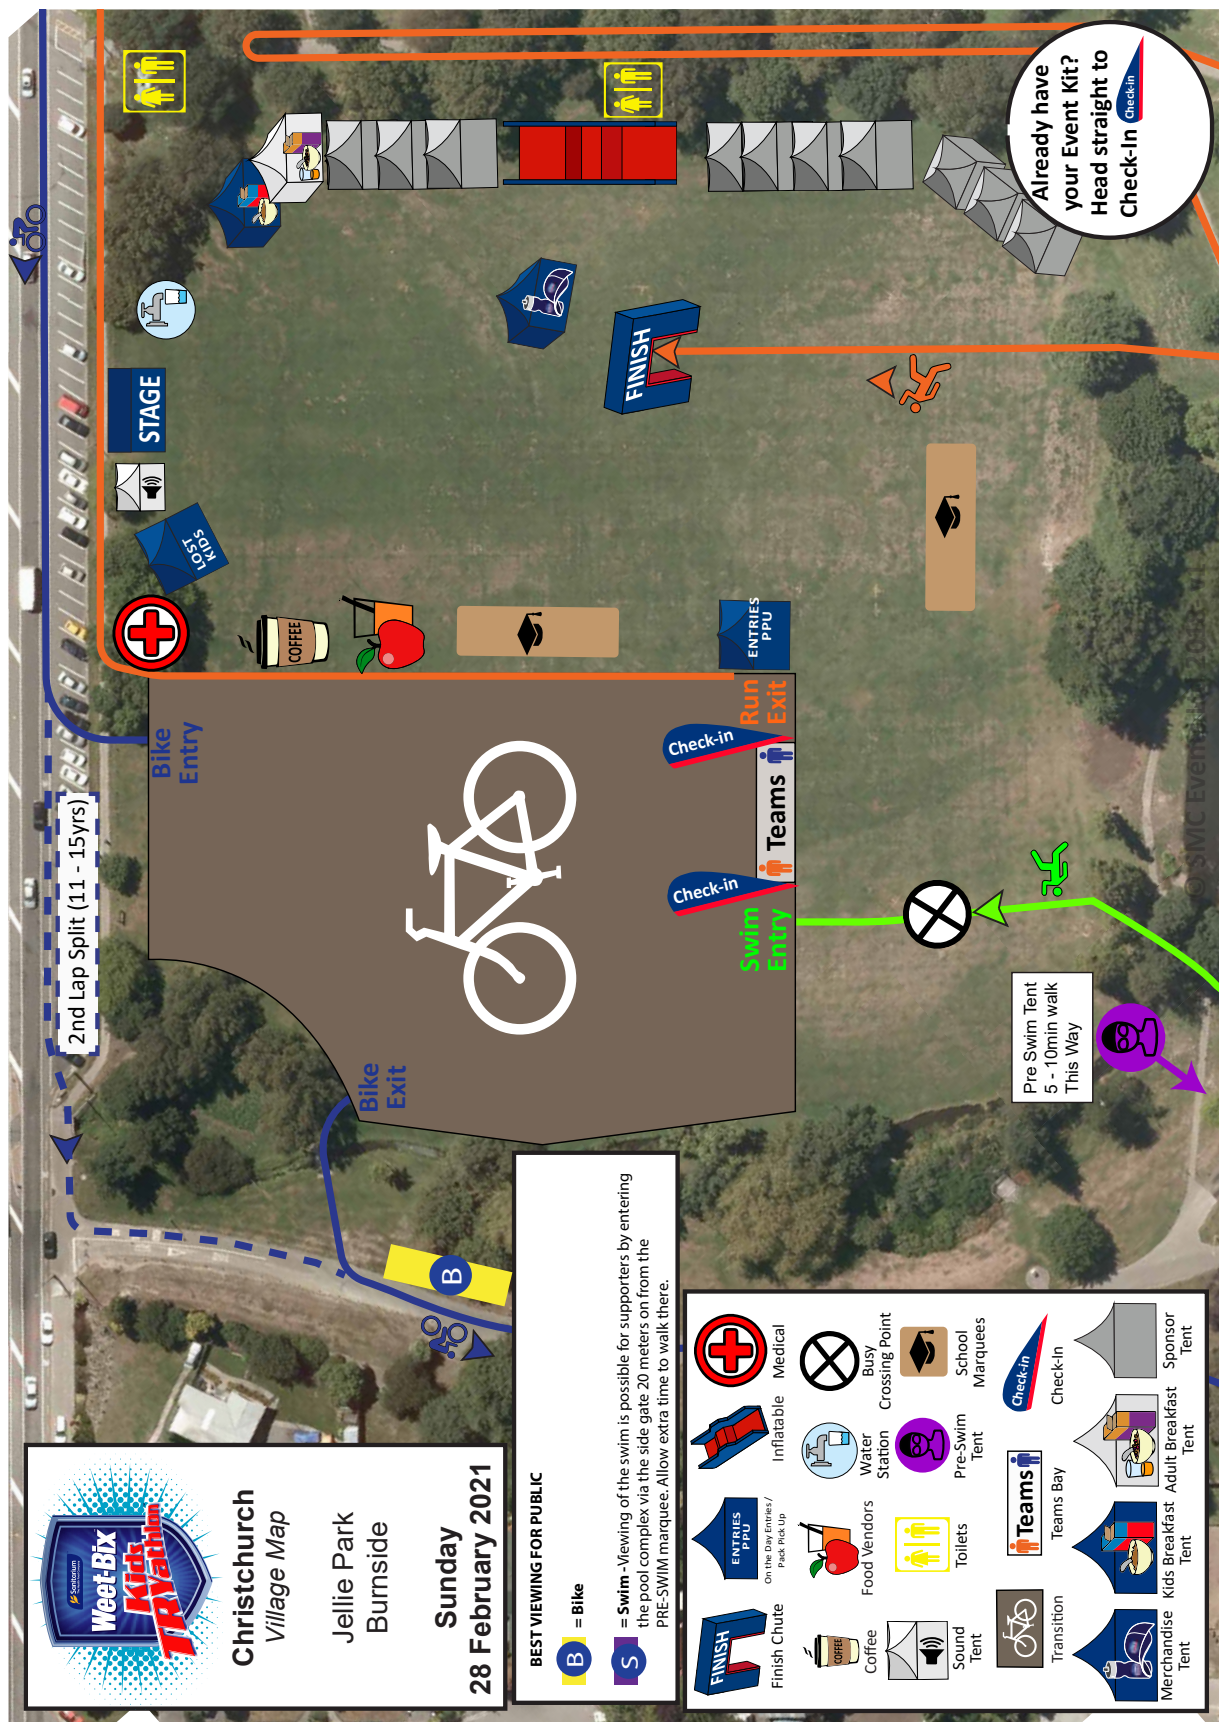 Sanitarium
Weet-Bix
Kids
TRYathlon
Christchurch
Village Map
Jellie Park
Burnside
Sunday
28 February 2021
BEST VIEWING FOR PUBLIC
B = Bike
S = Swim - Viewing of the swim is possible for supporters by entering
the pool complex via the side gate 20 meters on from the
PRE-SWIM marquee. Allow extra time to walk there.
FINISH
Finish Chute
ENTRIES
PPU
On the Day Entries /
Pack Pick Up
Inflatable
Medical
COFFEE
Coffee
Food Vendors
Water
Station
Busy
Crossing Point
Sound
Tent
Toilets
Pre-Swim
Tent
School
Marquees
Transition
Teams
Teams Bay
Check-in
Check-In
Merchandise
Tent
Kids Breakfast
Tent
Adult Breakfast
Tent
Sponsor
Tent
2nd Lap Split (11 - 15yrs)
B
Bike
Exit
Bike
Entry
Swim
Entry
Check-in
Teams
Check-in
Run
Exit
Pre Swim Tent
5 - 10min walk
This Way
COFFEE
ENTRIES
PPU
LOST
KIDS
STAGE
FINISH
Already have
your Event Kit?
Head straight to
Check-In Check-in